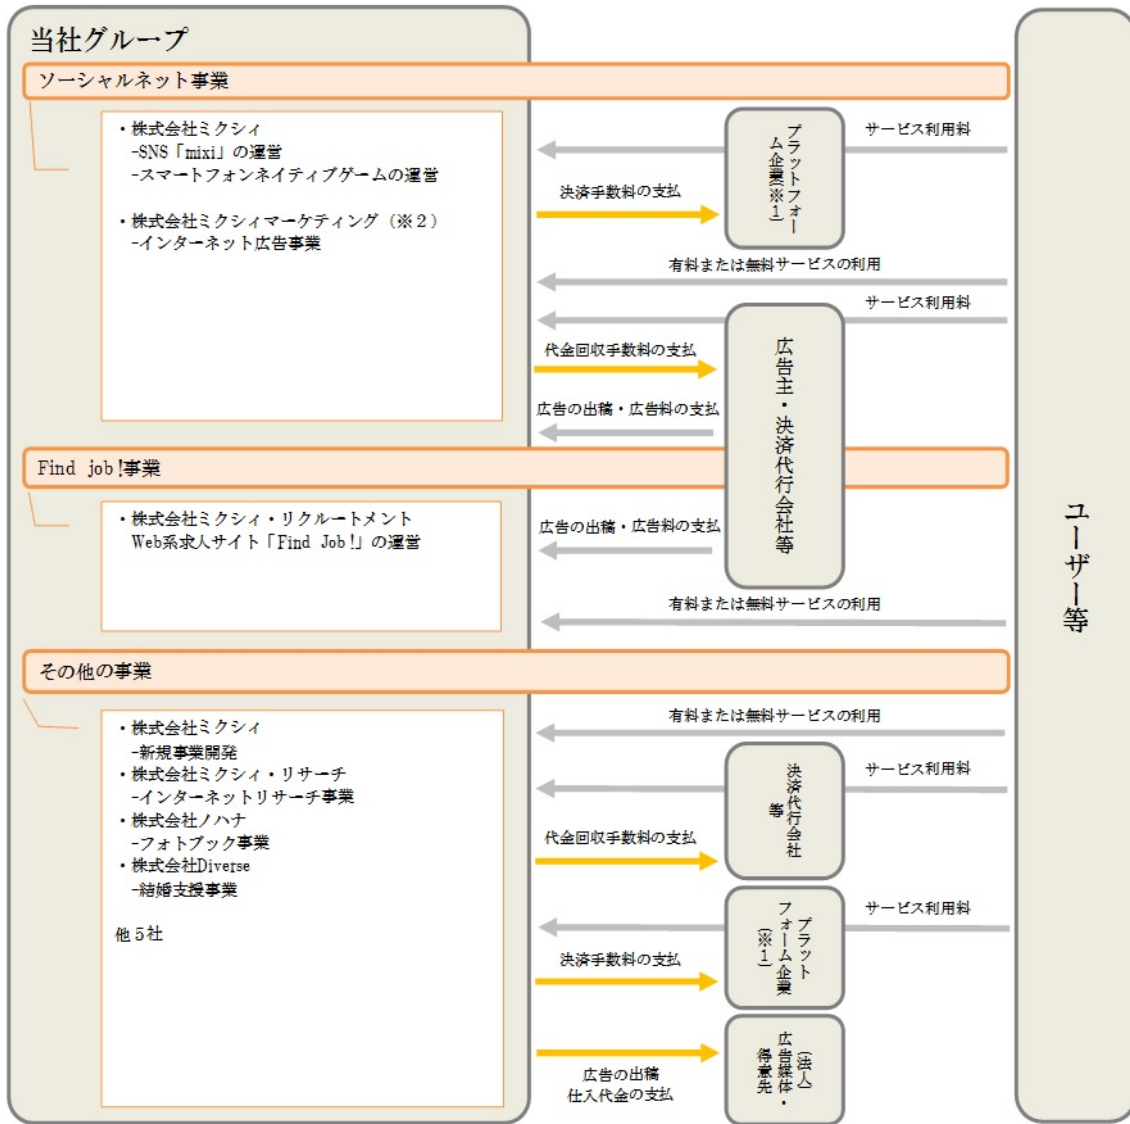 当社グループ
ソーシャルネット事業
・株式会社ミクシィ
-SNS「mixi」の運営
-スマートフォンネイティブゲームの運営
・株式会社ミクシィマーケティング（※２）
-インターネット広告事業
サービス利用料
プラットフォー
ム企業(※１)
決済手数料の支払
有料または無料サービスの利用
サービス利用料
代金回収手数料の支払
広告主・決済代行会社等
広告の出稿・広告料の支払
Find job!事業
・株式会社ミクシィ・リクルートメント
Web系求人サイト「Find Job!」の運営
広告の出稿・広告料の支払
有料または無料サービスの利用
ユーザー等
その他の事業
・株式会社ミクシィ
-新規事業開発
・株式会社ミクシィ・リサーチ
-インターネットリサーチ事業
・株式会社ノハナ
-フォトブック事業
・株式会社Diverse
-結婚支援事業
他５社
有料または無料サービスの利用
サービス利用料
決済代行会社
等
代金回収手数料の支払
サービス利用料
プラット
フォーム企業
(※１)
決済手数料の支払
(法人)
広告媒体・
得意先
広告の出稿
仕入代金の支払